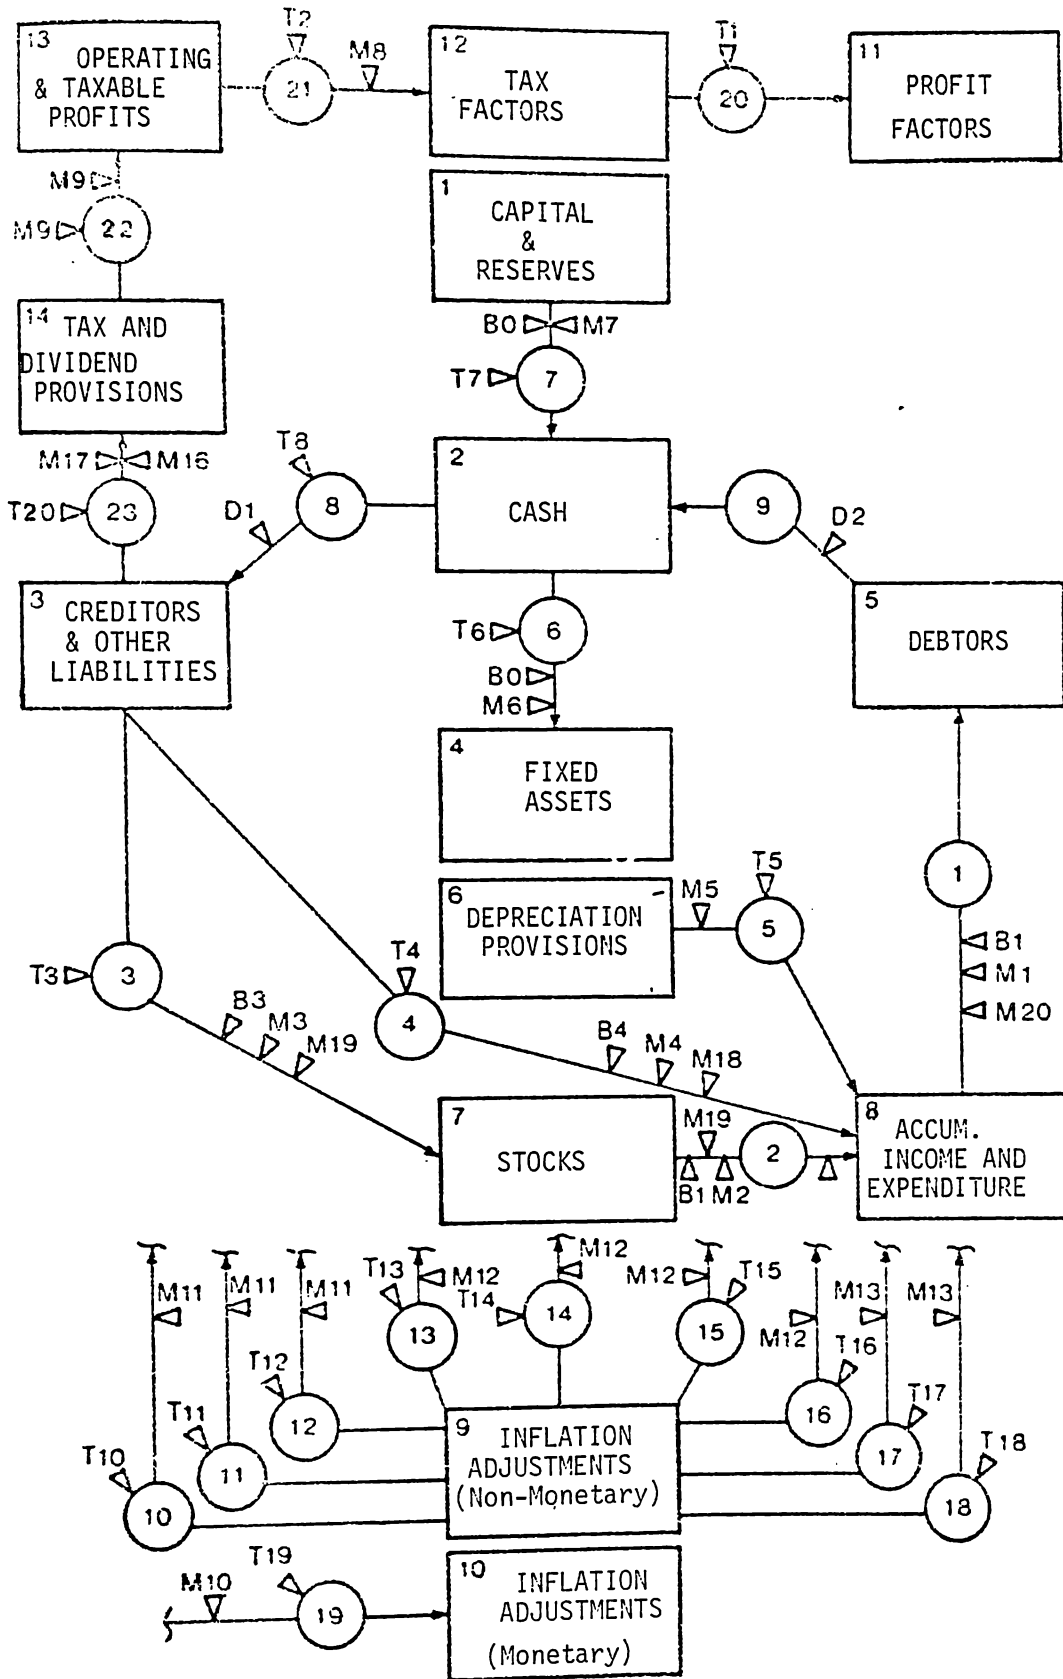 T2
T1
13
OPERATING
& TAXABLE
PROFITS
21
M8
12
TAX
FACTORS
20
11
PROFIT
FACTORS
M9
M9
22
1
CAPITAL
&
RESERVES
B0
M7
T7
7
14
TAX AND
DIVIDEND
PROVISIONS
M17
M16
T20
23
T8
8
D1
2
CASH
9
D2
3
CREDITORS
& OTHER
LIABILITIES
T6
6
B0
M6
5
DEBTORS
4
FIXED
ASSETS
1
B1
M1
M20
6
DEPRECIATION
PROVISIONS
M5
T5
5
T3
3
B3
M3
M19
T4
4
B4
M4
M18
7
STOCKS
M19
B1
M2
2
8
ACCUM.
INCOME AND
EXPENDITURE
M11
M11
M11
T13
M12
M12
T14
M12
T15
M12
M13
M13
13
14
15
T12
12
T16
16
T11
11
T17
17
T10
10
T18
18
9
INFLATION
ADJUSTMENTS
(Non-Monetary)
M10
T19
19
10
INFLATION
ADJUSTMENTS
(Monetary)